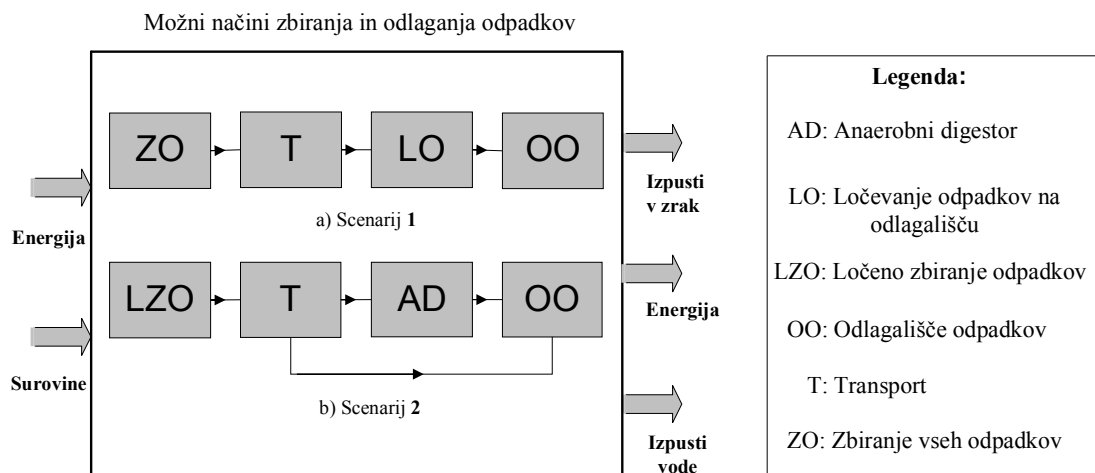 Možni načini zbiranja in odlaganja odpadkov
ZO
T
LO
OO
a) Scenarij 1
LZO
T
AD
OO
b) Scenarij 2
Energija
Surovine
Izpusti
v zrak
Energija
Izpusti
vode
Legenda:
AD: Anaerobni digestor
LO: Ločevanje odpadkov na
odlagališču
LZO: Ločeno zbiranje odpadkov
OO: Odlagališče odpadkov
T: Transport
ZO: Zbiranje vseh odpadkov